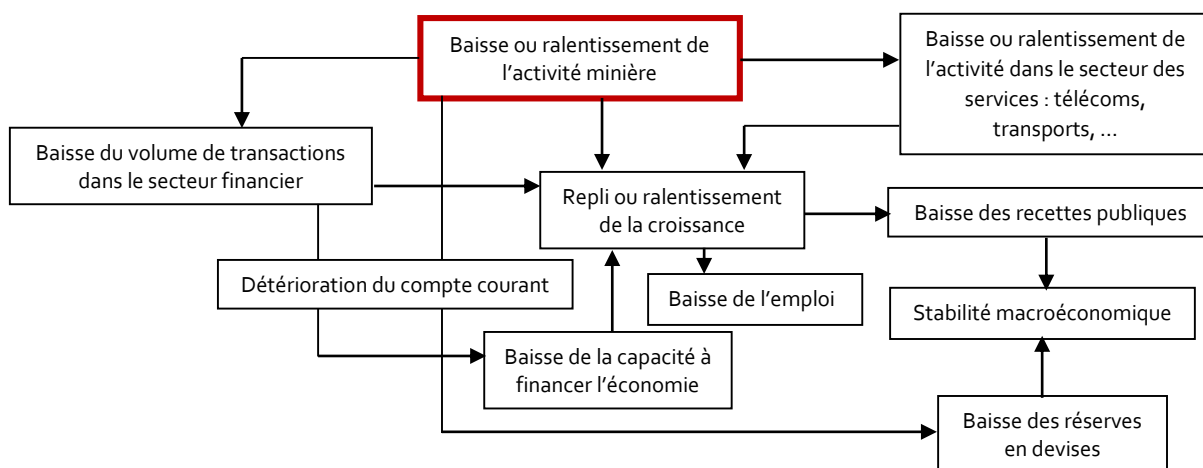 Baisse ou ralentissement de
l’activité minière
Baisse ou ralentissement de
l’activité dans le secteur des
services : télécoms,
transports, ...
Baisse du volume de transactions
dans le secteur financier
Repli ou ralentissement
de la croissance
Baisse des recettes publiques
Détérioration du compte courant
Baisse de l’emploi
Stabilité macroéconomique
Baisse de la capacité à
financer l’économie
Baisse des réserves
en devises